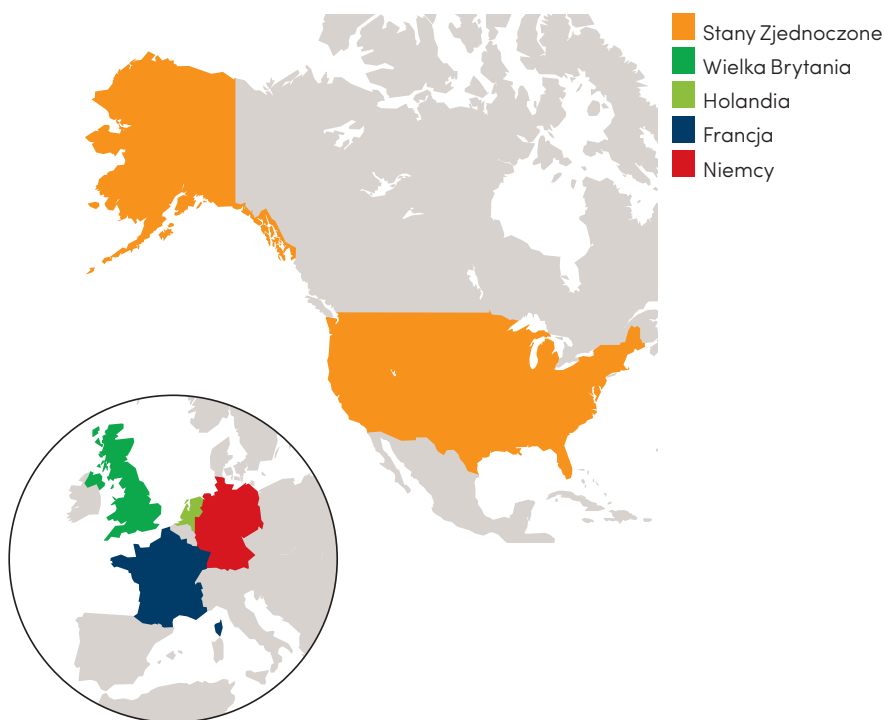 Stany Zjednoczone
Wielka Brytania
Holandia
Francja
Niemcy